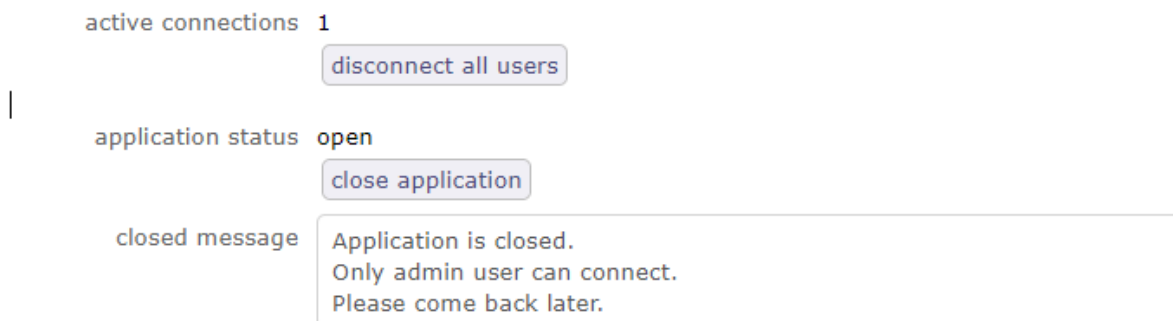 active connections 1
disconnect all users
application status open
close application
closed message
Application is closed.
Only admin user can connect.
Please come back later.